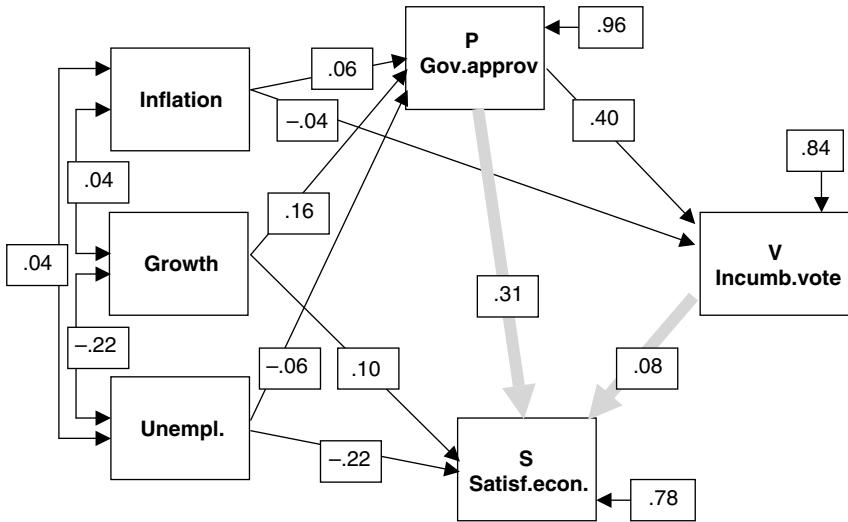 P
Gov.approv
.96
Inflation
.06
–.04
.40
.84
.04
.16
V
Incumb.vote
.04
Growth
.31
–.22
–.06
.10
.08
Unempl.
–.22
S
Satisf.econ.
.78